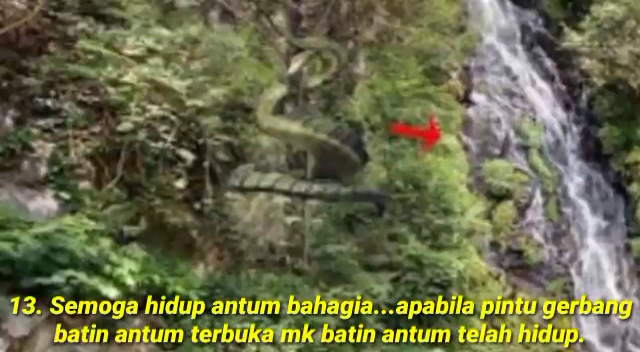 13. Semoga hidup antum bahagia...apabila pintu gerbang
batin antum terbuka mk batin antum telah hidup.